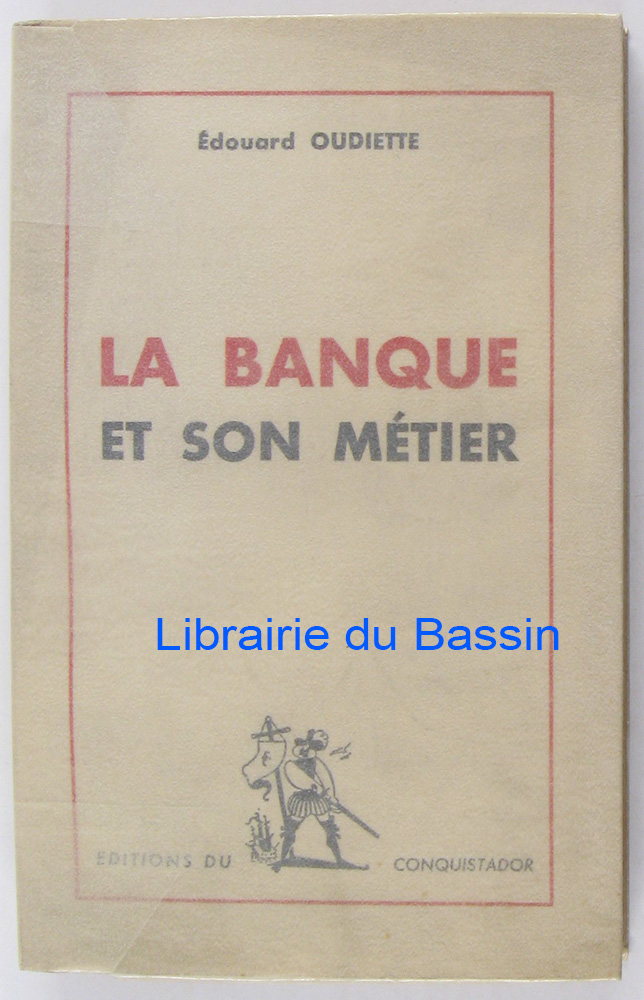 Édouard OUDIETTE
LA BANQUE
ET SON MÉTIER
Librairie du Bassin
EDITIONS DU CONQUISTADOR